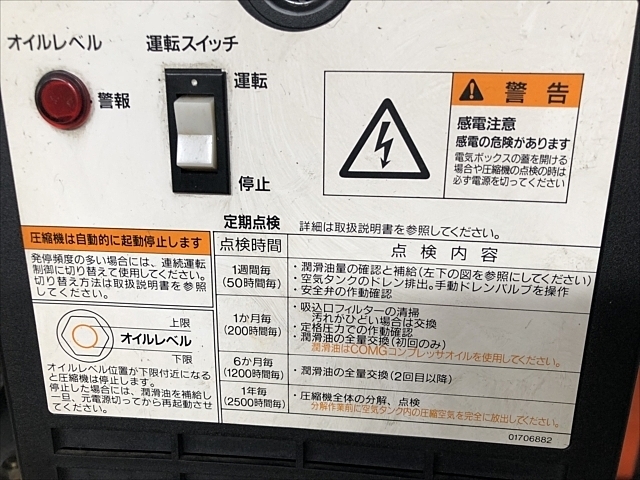 オイルレベル
警報
運転スイッチ
運転
停止
警告
感電注意
感電の危険があります
電気ボックスの蓋を開ける
場合や圧縮機の点検の時は
必ず電源を切ってください
圧縮機は自動的に起動停止します
発停頻度の多い場合には、連続運転
制御に切り替えて使用してください。
切り替え方法は取扱説明書を参照
してください。
上限
オイルレベル
下限
オイルレベル位置が下限付近になる
と圧縮機は停止します。
停止した場合には、潤滑油を補給し
一旦、元電源切ってから再起動させ
てください。
定期点検 詳細は取扱説明書を参照してください。
点検時間 点検内容
1週間毎
(50時間毎)
・潤滑油量の確認と補給(左下の図を参照にしてください)
・空気タンクのドレン排出。手動ドレンバルブを操作
・安全弁の作動確認
1か月毎
(200時間毎)
・吸込口フィルターの清掃
汚れがひどい場合は交換
・定格圧力での作動確認
・潤滑油の全量交換(初回のみ)
潤滑油はCOMGコンプレッサオイルを使用してください。
6か月毎
(1200時間毎)
・潤滑油の全量交換(2回目以降)
1年毎
(2500時間毎)
・圧縮機全体の分解、点検
分解作業前に空気タンク内の圧縮空気を完全に放出してください。
01706882